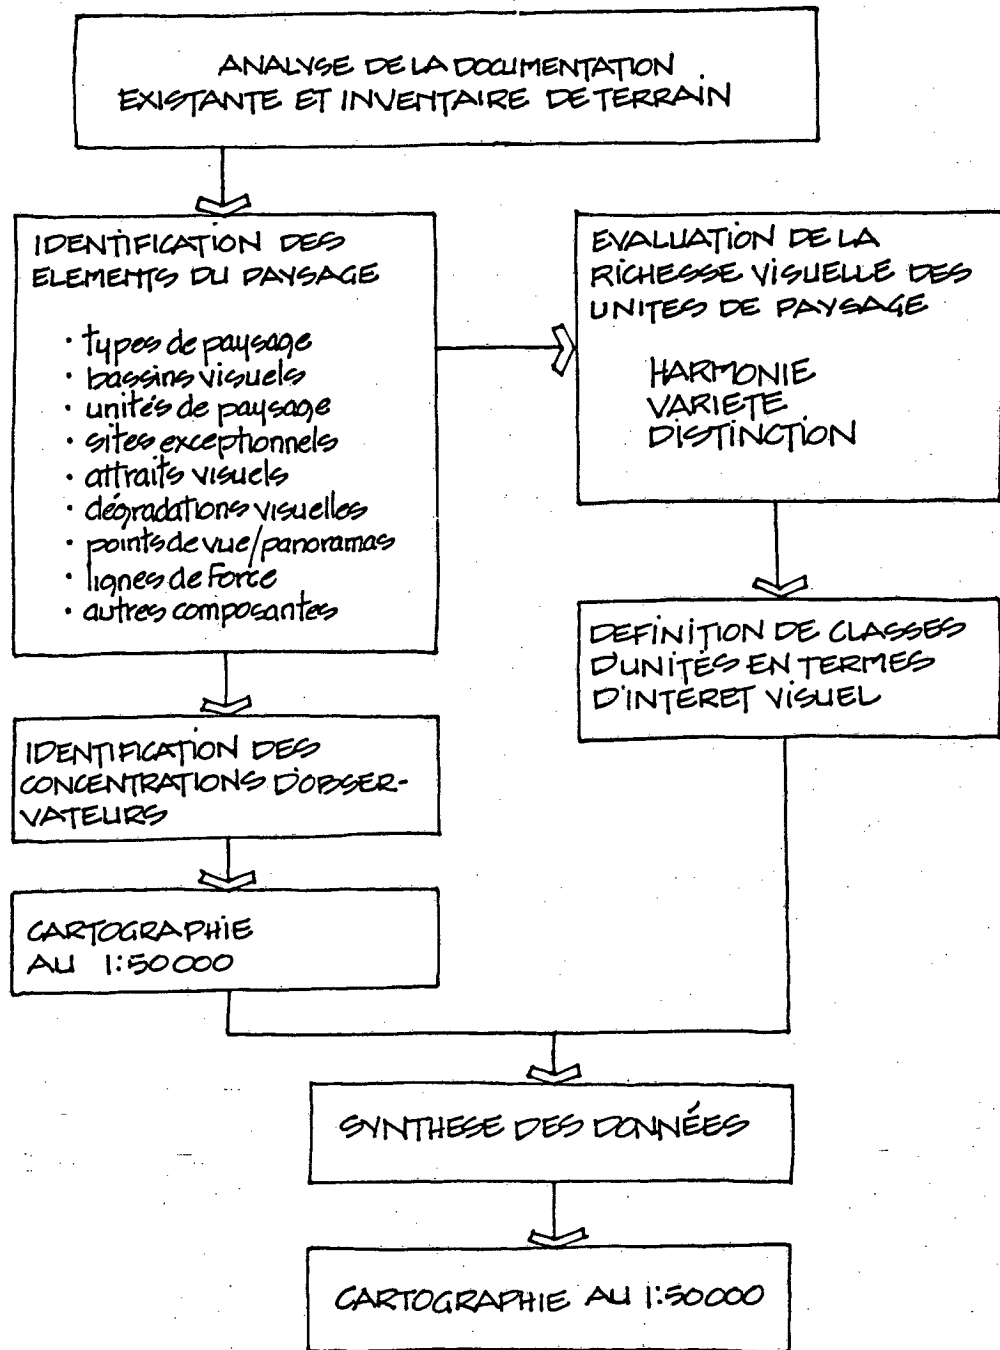 ANALYSE DE LA DOCUMENTATION
EXISTANTE ET INVENTAIRE DE TERRAIN
IDENTIFICATION DES
ELEMENTS DU PAYSAGE
· types de paysage
· bassins visuels
· unités de paysage
· sites exceptionnels
· attraits visuels
· dégradations visuelles
· points de vue/panoramas
· lignes de Force
· autres composantes
EVALUATION DE LA
RICHESSE VISUELLE DES
UNITES DE PAYSAGE
HARMONIE
VARIETE
DISTINCTION
DEFINITION DE CLASSES
D'UNITÉS EN TERMES
D'INTERET VISUEL
IDENTIFICATION DES
CONCENTRATIONS D'OBSER-
VATEURS
CARTOGRAPHIE
AU 1:50000
SYNTHESE DES DONNÉES
CARTOGRAPHIE AU 1:50000